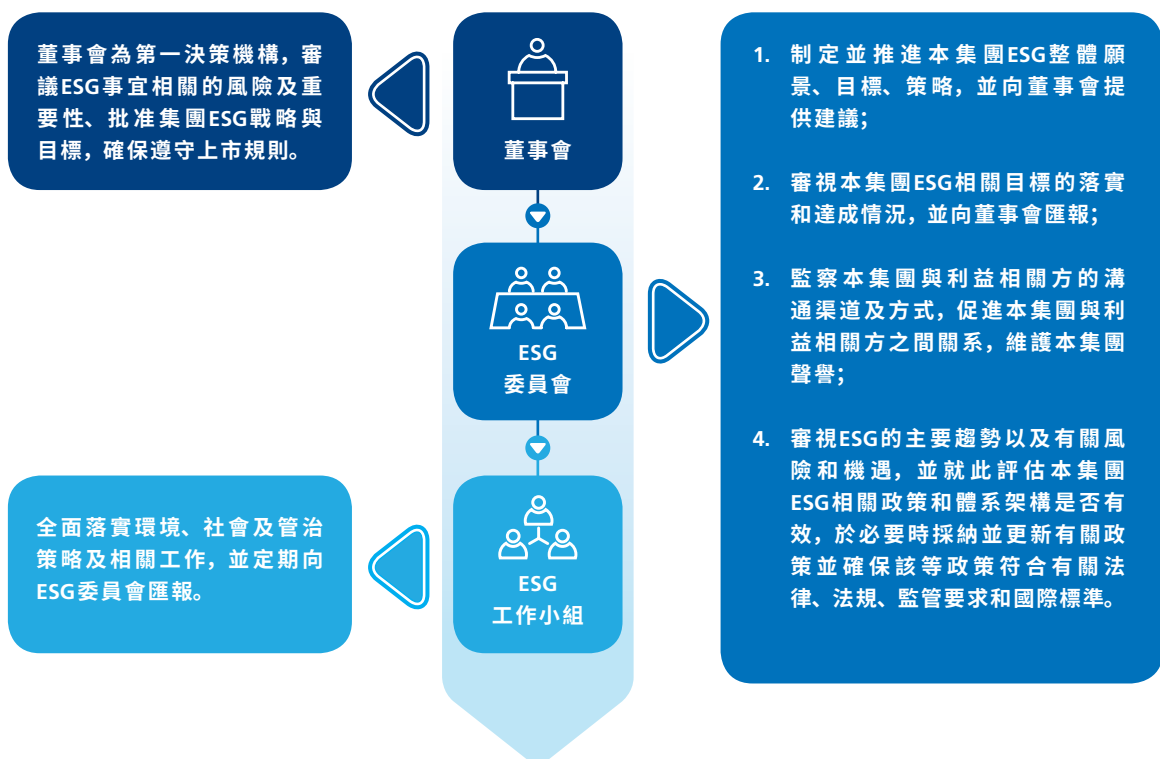 董事會為第一決策機構，審
議ESG事宜相關的風險及重
要性、批准集團ESG戰略與
目標，確保遵守上市規則。
董事會
ESG
委員會
1. 制定並推進本集團ESG整體願
景、目標、策略，並向董事會提
供建議；
2. 審視本集團ESG相關目標的落實
和達成情況，並向董事會匯報；
3. 監察本集團與利益相關方的溝
通渠道及方式，促進本集團與利
益相關方之間關系，維護本集團
聲譽；
4. 審視ESG的主要趨勢以及有關風
險和機遇，並就此評估本集團
ESG相關政策和體系架構是否有
效，於必要時採納並更新有關政
策並確保該等政策符合有關法
律、法規、監管要求和國際標準。
全面落實環境、社會及管治
策略及相關工作，並定期向
ESG委員會匯報。
ESG
工作小組